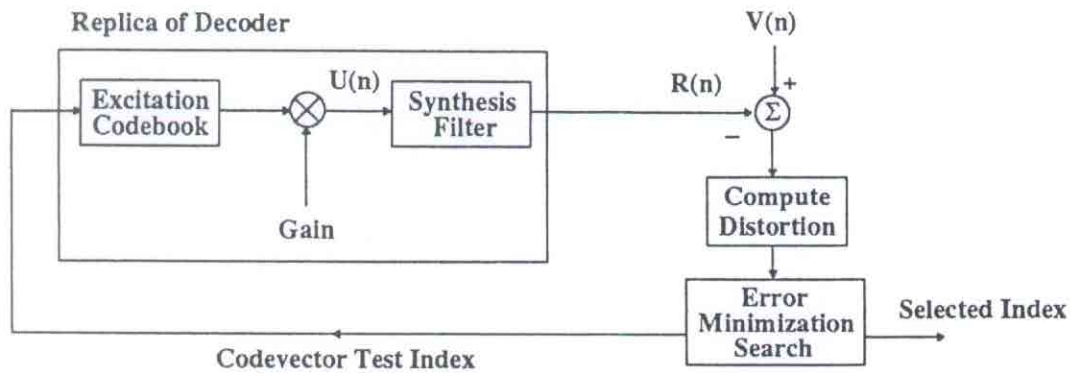 Replica of Decoder
V(n)
Excitation
Codebook
U(n)
Synthesis
Filter
R(n)
+
Σ
−
Gain
Compute
Distortion
Error
Minimization
Search
Selected Index
Codevector Test Index